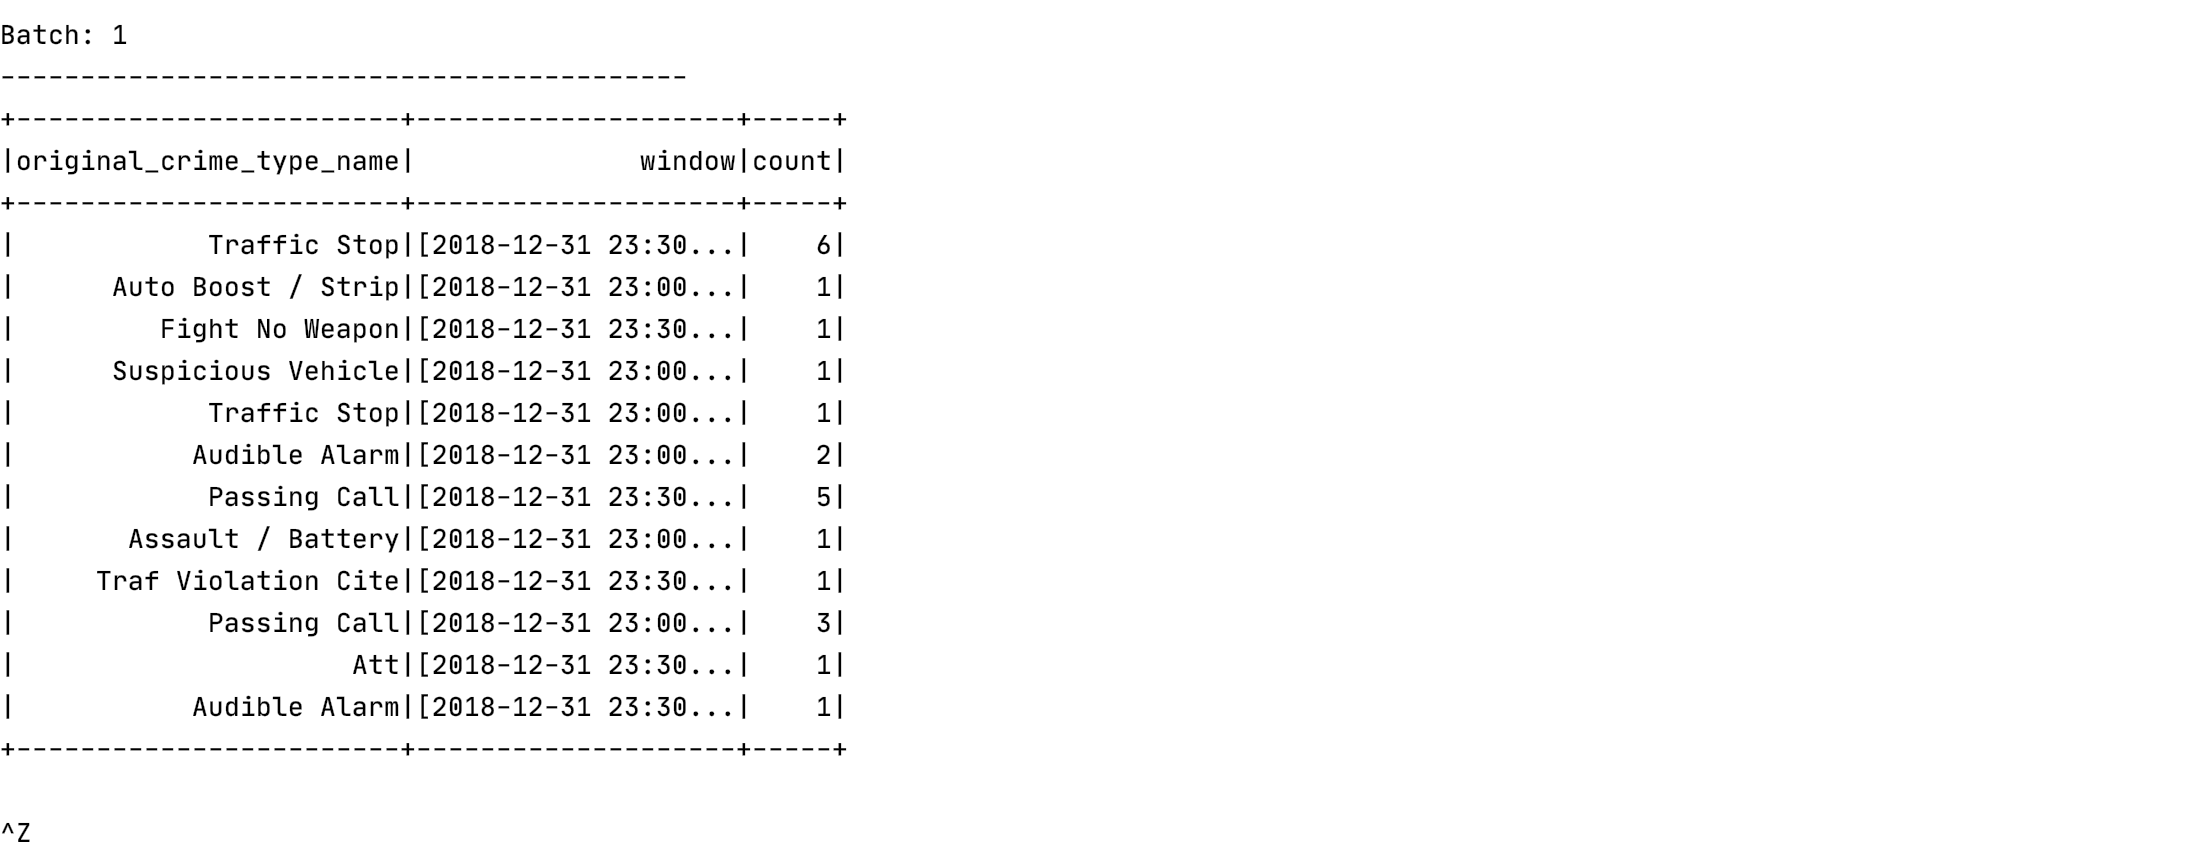 Batch: 1
-------------------------------------------
+------------------------+--------------------+-----+
|original_crime_type_name|              window|count|
+------------------------+--------------------+-----+
|            Traffic Stop|[2018-12-31 23:30...|    6|
|      Auto Boost / Strip|[2018-12-31 23:00...|    1|
|         Fight No Weapon|[2018-12-31 23:30...|    1|
|      Suspicious Vehicle|[2018-12-31 23:00...|    1|
|            Traffic Stop|[2018-12-31 23:00...|    1|
|           Audible Alarm|[2018-12-31 23:00...|    2|
|            Passing Call|[2018-12-31 23:30...|    5|
|       Assault / Battery|[2018-12-31 23:00...|    1|
|     Traf Violation Cite|[2018-12-31 23:30...|    1|
|            Passing Call|[2018-12-31 23:00...|    3|
|                     Att|[2018-12-31 23:30...|    1|
|           Audible Alarm|[2018-12-31 23:30...|    1|
+------------------------+--------------------+-----+
^Z